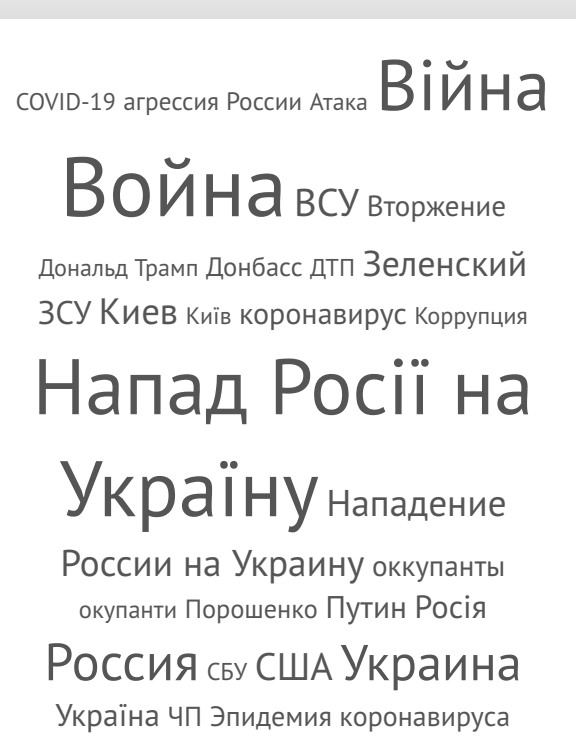 COVID-19 агрессия России Атака Війна
Война ВСУ Вторжение
Дональд Трамп Донбасс ДТП Зеленский
ЗСУ Киев Київ коронавирус Коррупция
Напад Росії на
Україну Нападение
России на Украину оккупанты
окупанти Порошенко Путин Росія
Россия СБУ США Украина
Україна ЧП Эпидемия коронавируса